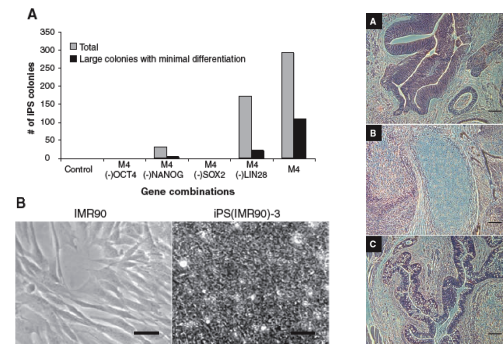 A
350
300
250
200
150
100
50
0
# of iPS colonies
Total
Large colonies with minimal differentiation
Control
M4 (-)OCT4
M4 (-)NANOG
M4 (-)SOX2
M4 (-)LIN28
M4
Gene combinations
B
IMR90
iPS(IMR90)-3
A
B
C